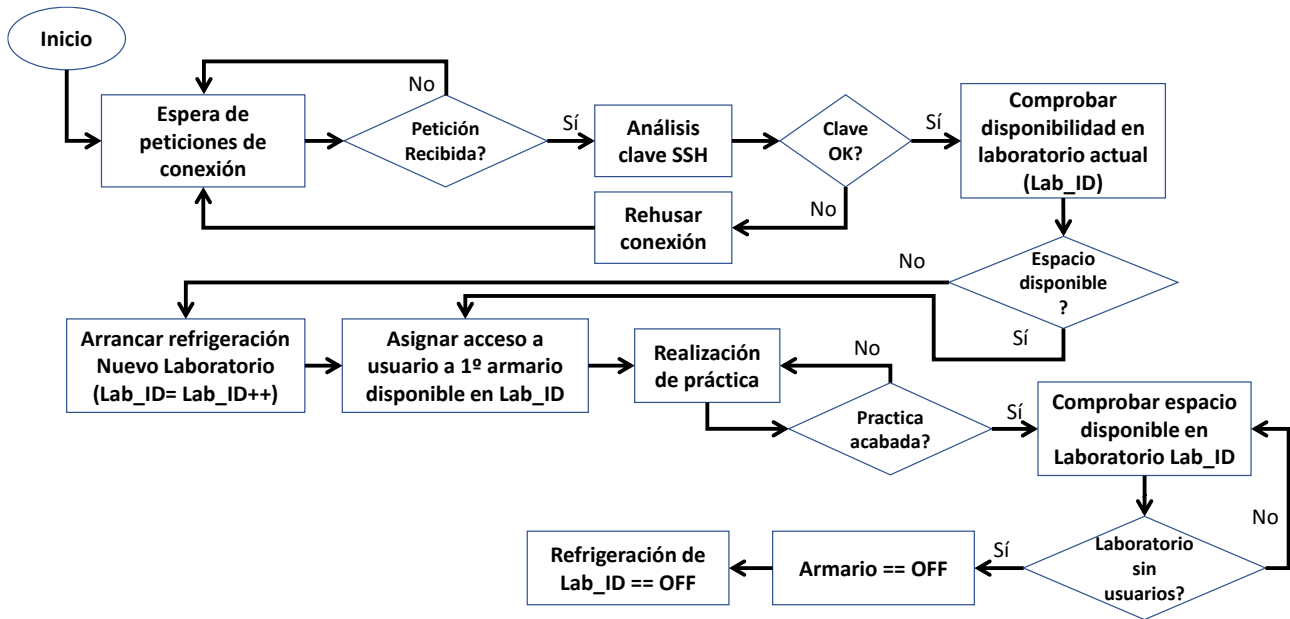 Inicio
No
Espera de
peticiones de
conexión
Petición
Recibida?
Sí
Análisis
clave SSH
Clave
OK?
Sí
Comprobar
disponibilidad en
laboratorio actual
(Lab_ID)
No
Rehusar
conexión
No
Espacio
disponible
?
Sí
Arrancar refrigeración
Nuevo Laboratorio
(Lab_ID= Lab_ID++)
Asignar acceso a
usuario a 1º armario
disponible en Lab_ID
Realización
de práctica
No
Practica
acabada?
Sí
Comprobar espacio
disponible en
Laboratorio Lab_ID
No
Laboratorio
sin
usuarios?
Sí
Armario == OFF
Refrigeración de
Lab_ID == OFF